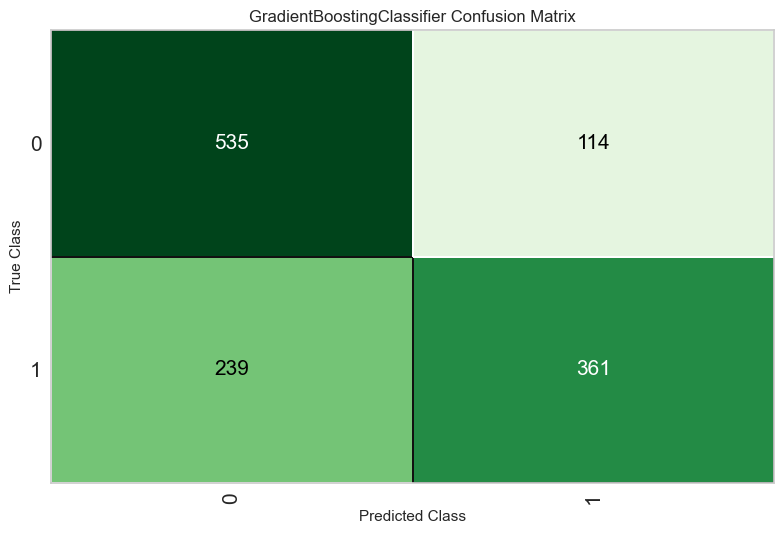 GradientBoostingClassifier Confusion Matrix
0
535
114
True Class
1
239
361
0
1
Predicted Class